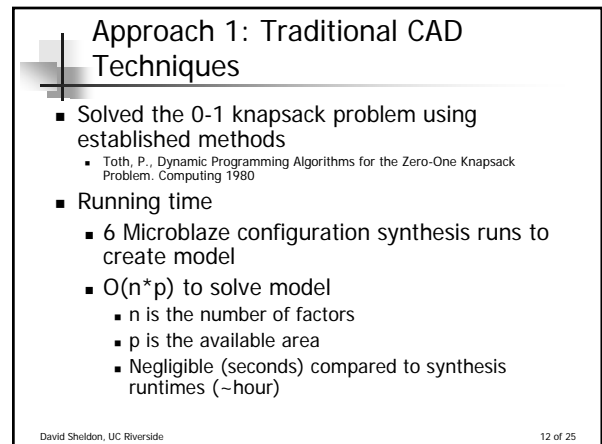 Approach 1: Traditional CAD
Techniques
▪ Solved the 0-1 knapsack problem using
established methods
▪ Toth, P., Dynamic Programming Algorithms for the Zero-One Knapsack
Problem. Computing 1980
▪ Running time
▪ 6 Microblaze configuration synthesis runs to
create model
▪ O(n*p) to solve model
▪ n is the number of factors
▪ p is the available area
▪ Negligible (seconds) compared to synthesis
runtimes (~hour)
David Sheldon, UC Riverside
12 of 25